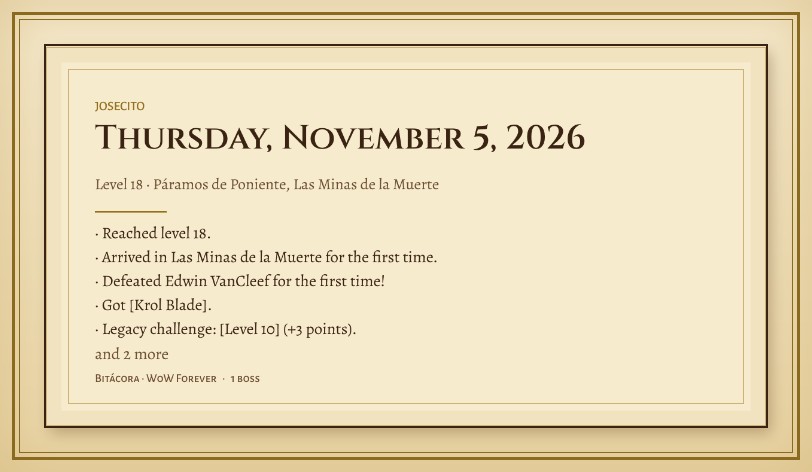 JOSECITO
Thursday, November 5, 2026
Level 18 · Páramos de Poniente, Las Minas de la Muerte
· Reached level 18.
· Arrived in Las Minas de la Muerte for the first time.
· Defeated Edwin VanCleef for the first time!
· Got [Krol Blade].
· Legacy challenge: [Level 10] (+3 points).
and 2 more
Bitácora · WoW Forever · 1 boss